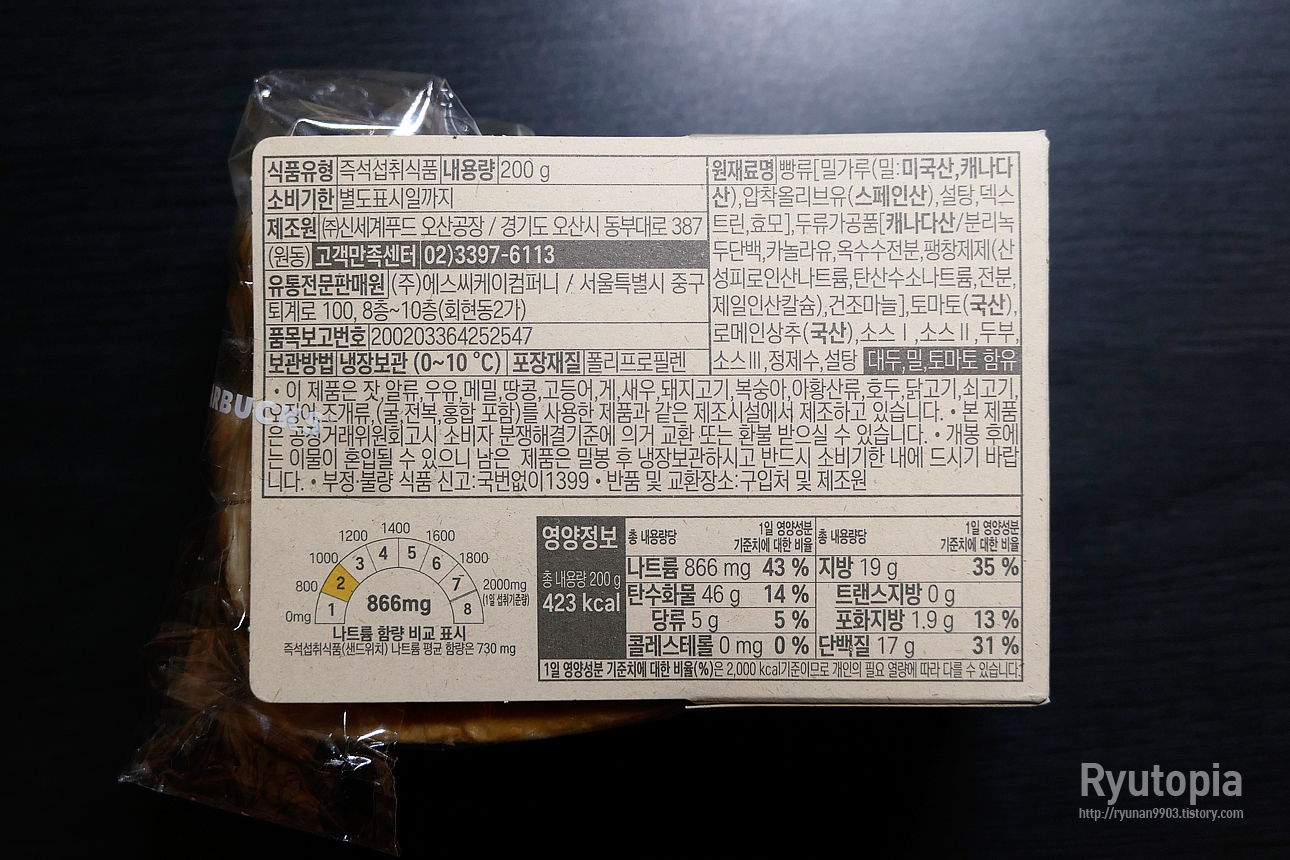 식품유형 즉석섭취식품 내용량 200 g
소비기한 별도표시일까지
제조원 ㈜신세계푸드 오산공장 / 경기도 오산시 동부대로 387
(원동) 고객만족센터 02)3397-6113
유통전문판매원 (주)에스씨케이컴퍼니 / 서울특별시 중구
퇴계로 100, 8층~10층(회현동2가)
품목보고번호 200203364252547
보관방법 냉장보관 (0~10 ℃) 포장재질 폴리프로필렌
원재료명 빵류[밀가루(밀:미국산,캐나다
산),압착올리브유(스페인산),설탕,덱스
트린,효모],두류가공품[캐나다산/분리녹
두단백,카놀라유,옥수수전분,팽창제제(산
성피로인산나트륨,탄산수소나트륨,전분,
제일인산칼슘),건조마늘],토마토(국산),
로메인상추(국산),소스Ⅰ,소스Ⅱ,두부,
소스Ⅲ,정제수,설탕 대두,밀,토마토 함유
• 이 제품은 잣,알류,우유,메밀,땅콩,고등어,게,새우,돼지고기,복숭아,아황산류,호두,닭고기,쇠고기,
오징어,조개류(굴,전복,홍합 포함)를 사용한 제품과 같은 제조시설에서 제조하고 있습니다. • 본 제품
은 공정거래위원회고시 소비자 분쟁해결기준에 의거 교환 또는 환불 받으실 수 있습니다. • 개봉 후에
는 이물이 혼입될 수 있으니 남은 제품은 밀봉 후 냉장보관하시고 반드시 소비기한 내에 드시기 바랍
니다. • 부정·불량 식품 신고:국번없이1399 • 반품 및 교환장소:구입처 및 제조원
RBUCKS
0mg 800 1000 1200 1400 1600 1800 2000mg
(1일 섭취기준량)
1 2 3 4 5 6 7 8
866mg
나트륨 함량 비교 표시
즉석섭취식품(샌드위치) 나트륨 평균 함량은 730 mg
영양정보
총 내용량 200 g
423 kcal
총 내용량당 1일 영양성분 기준치에 대한 비율 총 내용량당 1일 영양성분 기준치에 대한 비율
나트륨 866 mg 43 % 지방 19 g 35 %
탄수화물 46 g 14 % 트랜스지방 0 g
당류 5 g 5 % 포화지방 1.9 g 13 %
콜레스테롤 0 mg 0 % 단백질 17 g 31 %
1일 영양성분 기준치에 대한 비율(%)은 2,000 kcal기준이므로 개인의 필요 열량에 따라 다를 수 있습니다.
Ryutopia
http://ryunan9903.tistory.com